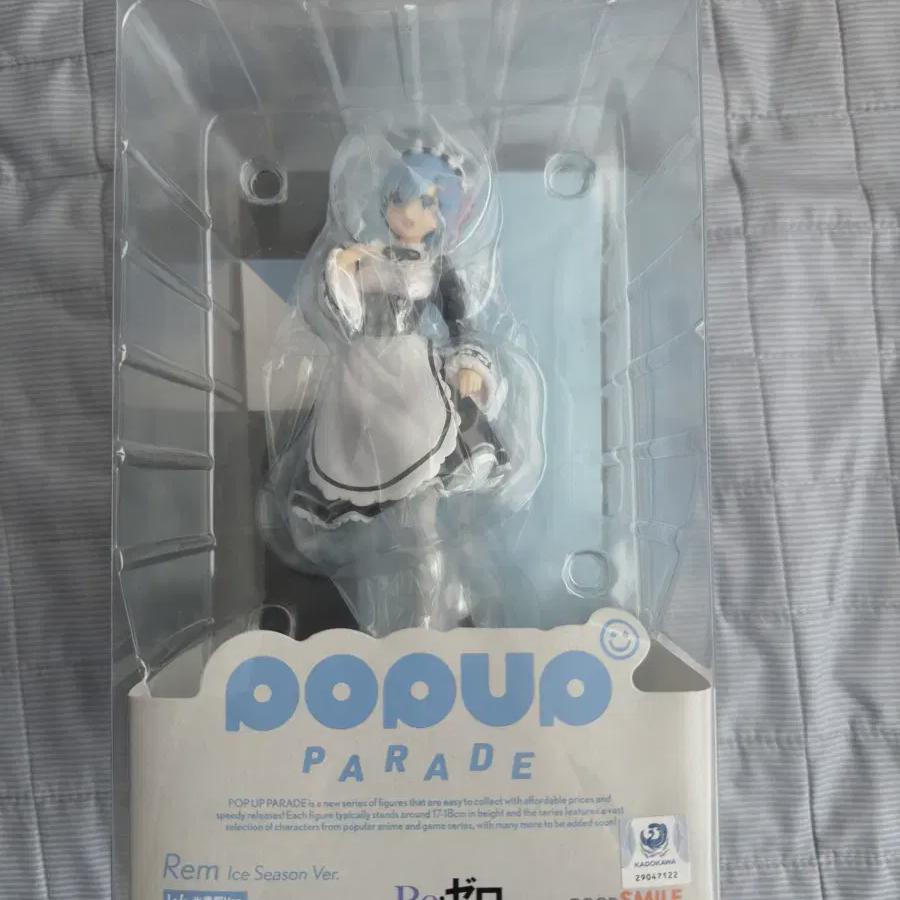 POPUP
PARADE
POP UP PARADE is a new series of figures that are easy to collect with affordable prices and
speedy releases! Each figure typically stands around 17-18cm in height and the series features a vast
selection of characters from popular anime and game series, with many more to be added soon!
Rem Ice Season Ver.
KADOKAWA
29047122
Re:ゼロ
SMILE